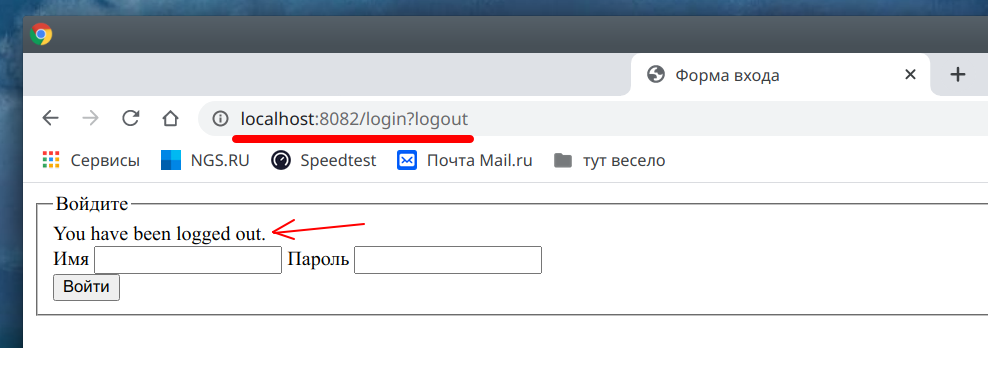 Форма входа
localhost:8082/login?logout
Сервисы NGS.RU Speedtest Почта Mail.ru тут весело
Войдите
You have been logged out.
Имя Пароль
Войти